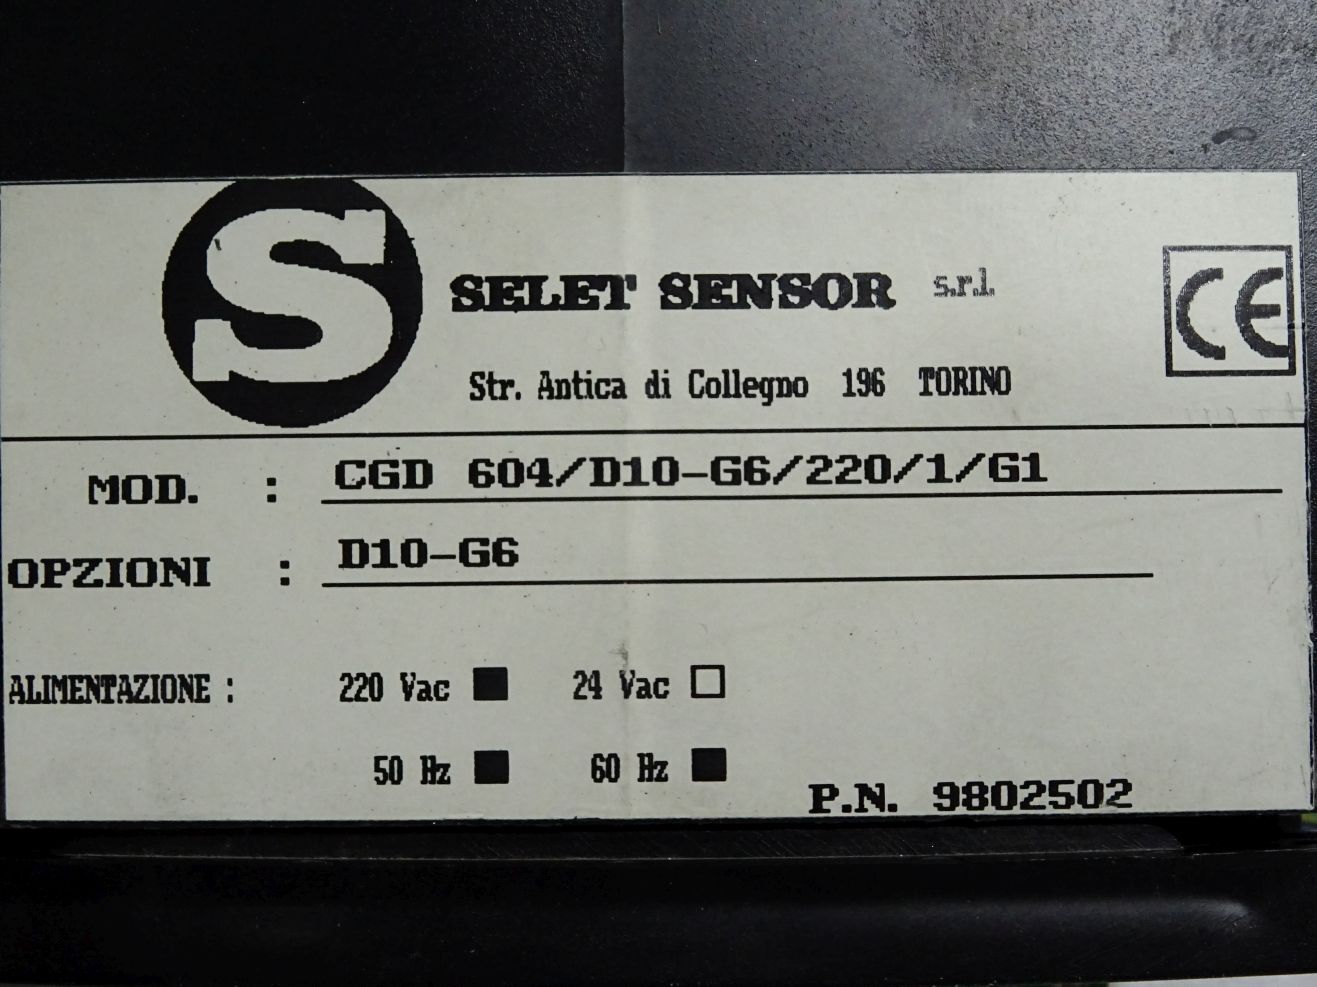 S
SELET SENSOR s.r.l.
CE
Str. Antica di Collegno 196 TORINO
MOD. : CGD 604/D10-G6/220/1/G1
OPZIONI : D10-G6
ALIMENTAZIONE : 220 Vac 24 Vac
50 Hz 60 Hz
P.N. 9802502